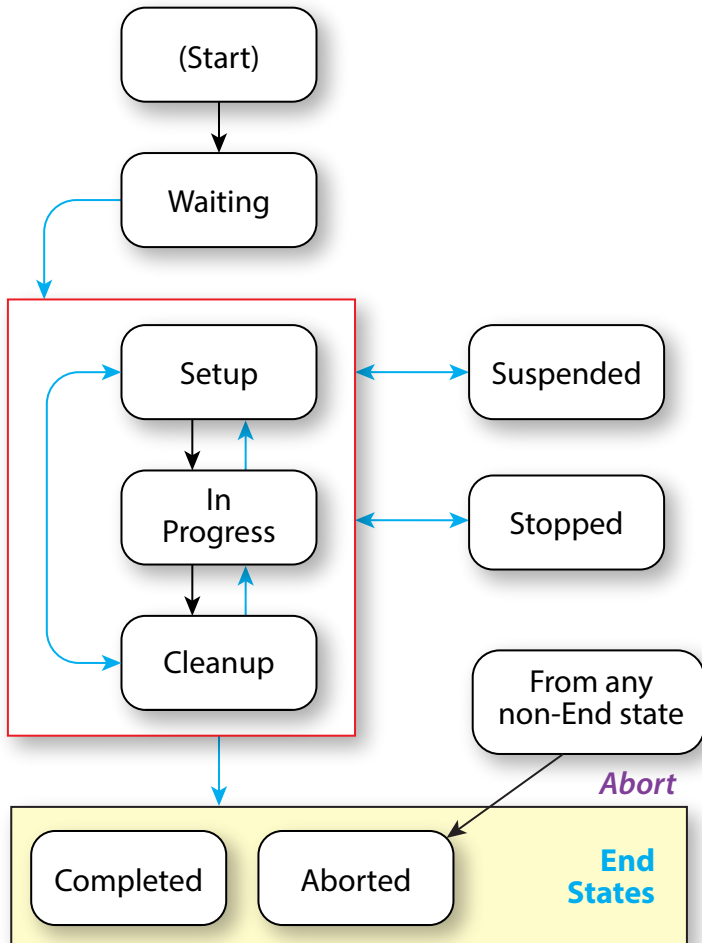 (Start)
Waiting
Setup
Suspended
In
Progress
Stopped
Cleanup
From any
non-End state
Abort
Completed
Aborted
End
States